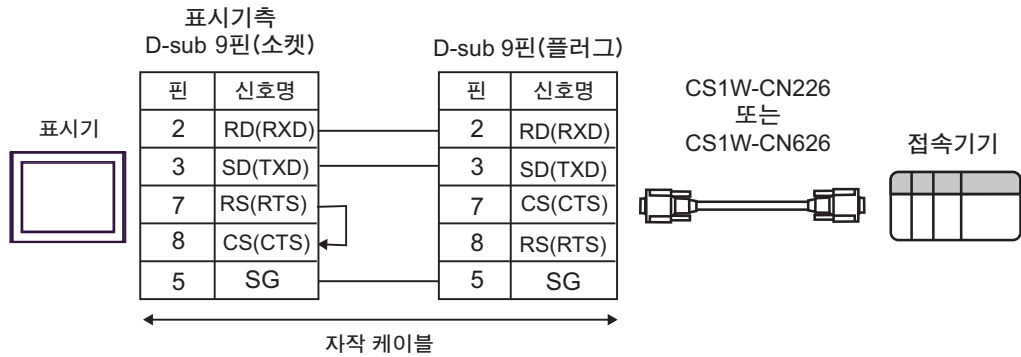 표시기측
D-sub 9핀(소켓)
D-sub 9핀(플러그)
핀 신호명
2 RD(RXD)
3 SD(TXD)
7 RS(RTS)
8 CS(CTS)
5 SG
핀 신호명
2 RD(RXD)
3 SD(TXD)
7 CS(CTS)
8 RS(RTS)
5 SG
CS1W-CN226
또는
CS1W-CN626
표시기
접속기기
자작 케이블